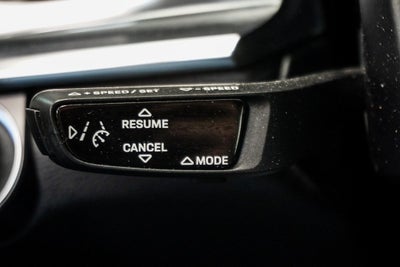 + SPEED / SET - SPEED
RESUME
CANCEL
MODE